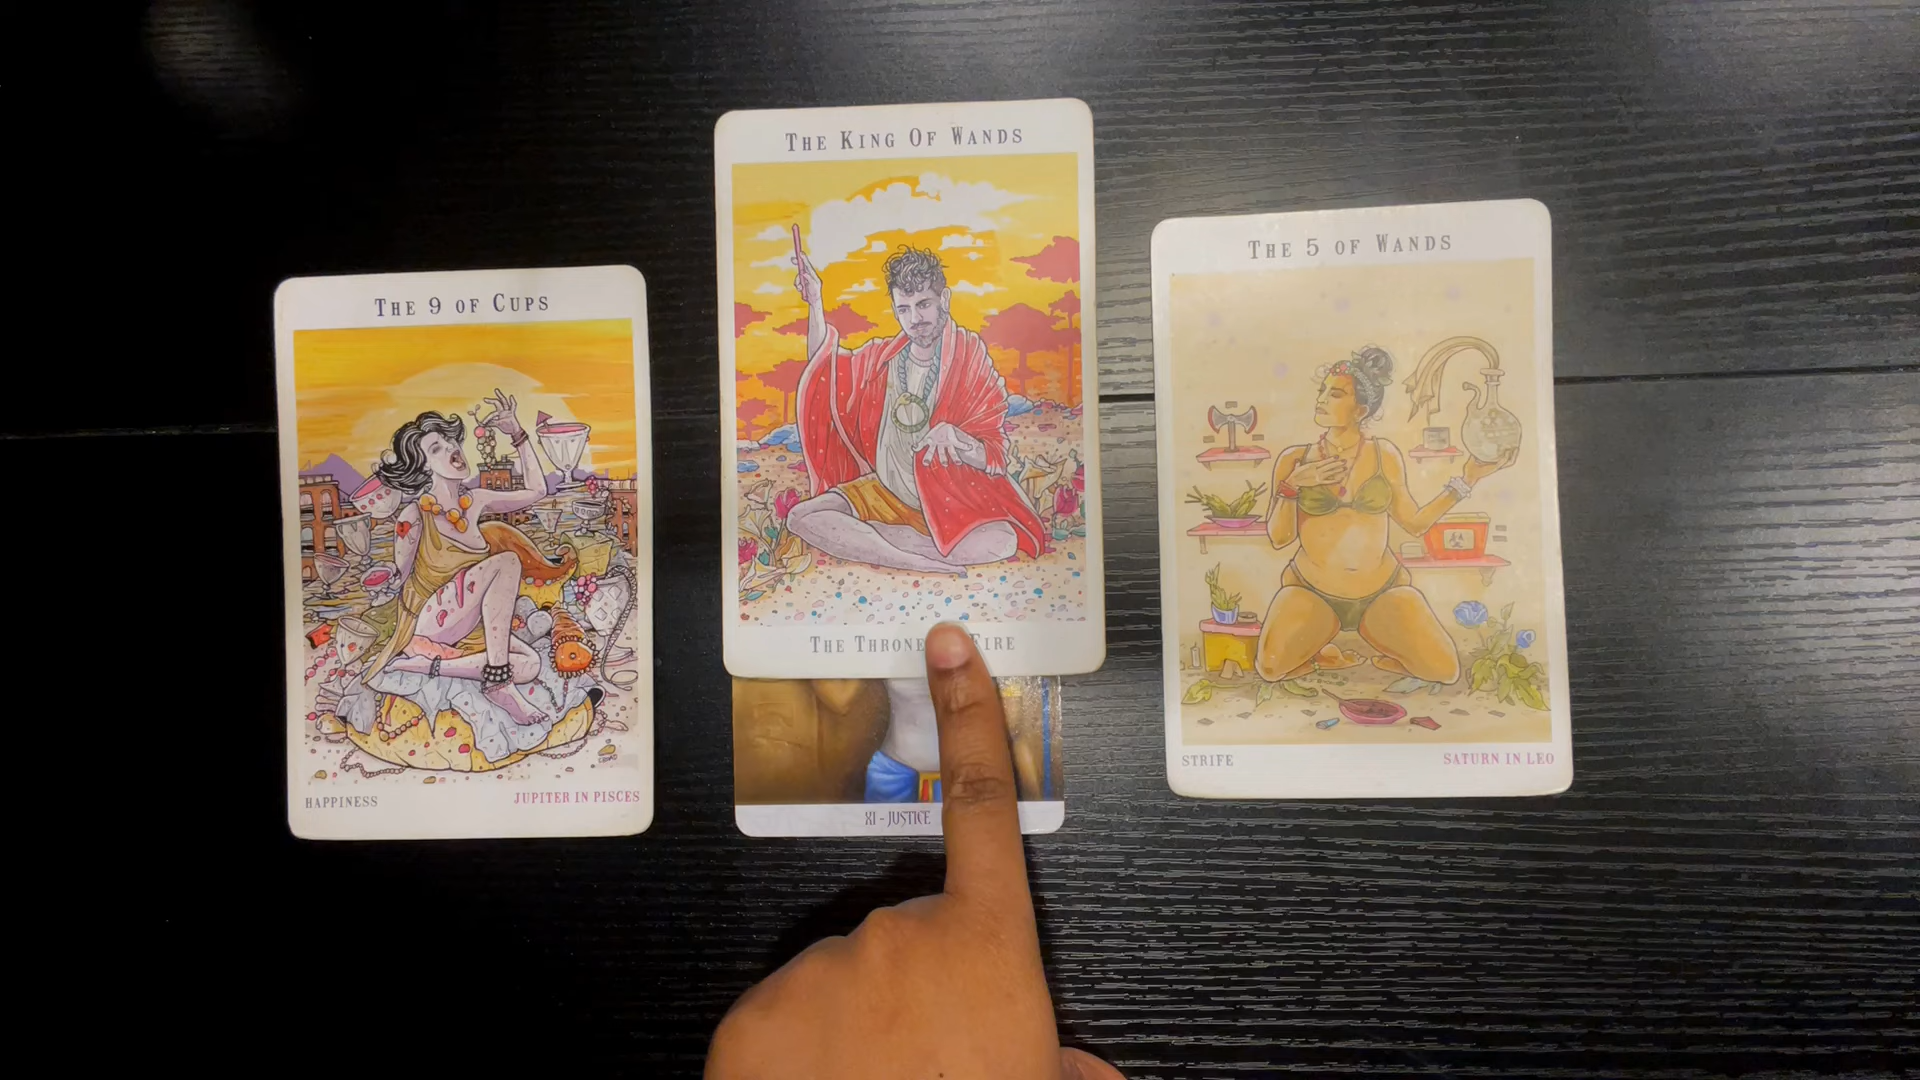 The 9 of Cups
Happiness
Jupiter in Pisces
The King Of Wands
The Throne Fire
XI - Justice
The 5 of Wands
Strife
Saturn in Leo